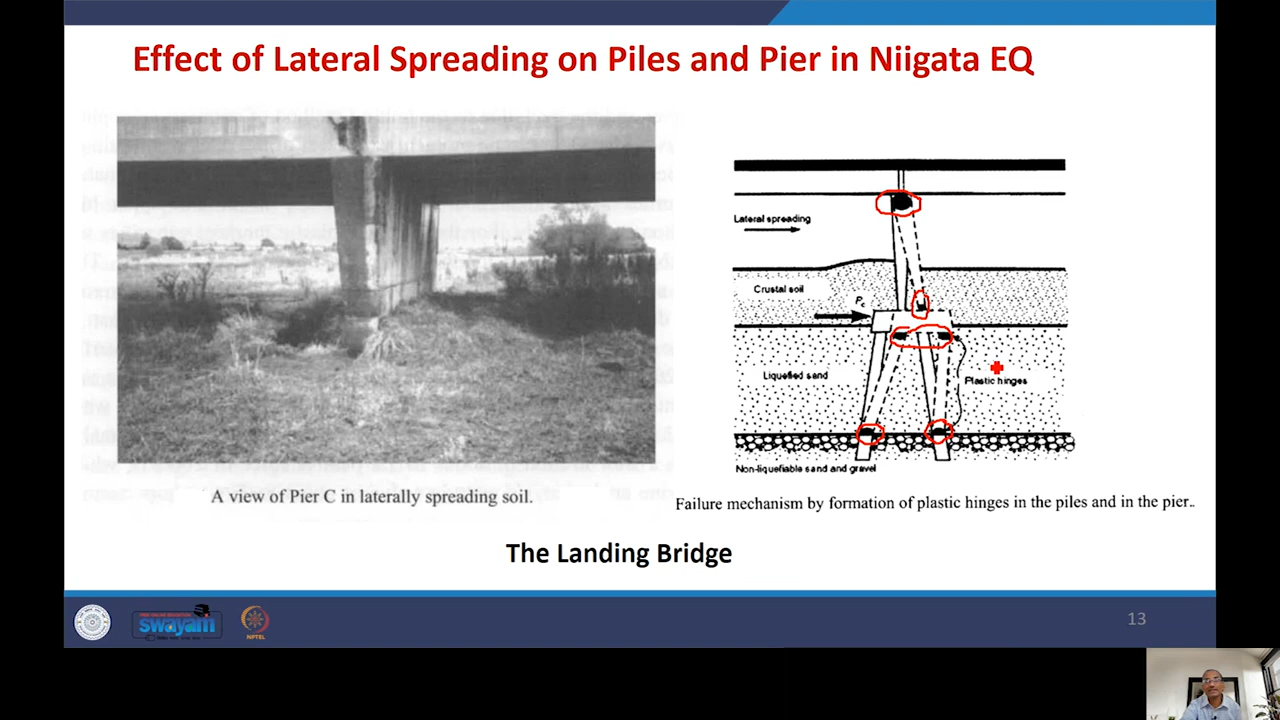 Effect of Lateral Spreading on Piles and Pier in Niigata EQ
Lateral spreading
Crustal soil
Pc
Liquefied sand
Plastic hinges
Non-liquefiable sand and gravel
A view of Pier C in laterally spreading soil.
Failure mechanism by formation of plastic hinges in the piles and in the pier..
The Landing Bridge
swayam
NPTEL
13